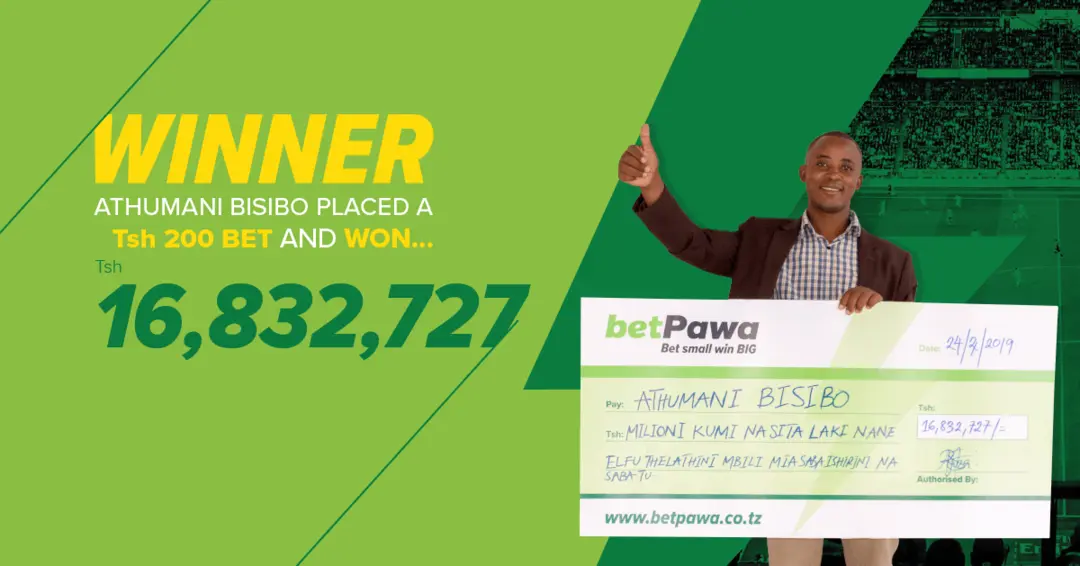 WINNER
ATHUMANI BISIBO PLACED A
Tsh 200 BET AND WON...
Tsh
16,832,727
betPawa
Bet small win BIG
Date: 24/3/2019
Pay: ATHUMANI BISIBO
Tsh:
Tsh: MILIONI KUMI NA SITA LAKI NANE
16,832,727/=
ELFU THELATHINI MBILI MIA SABA ISHIRINI NA
SABA TU
Authorised By:
www.betpawa.co.tz